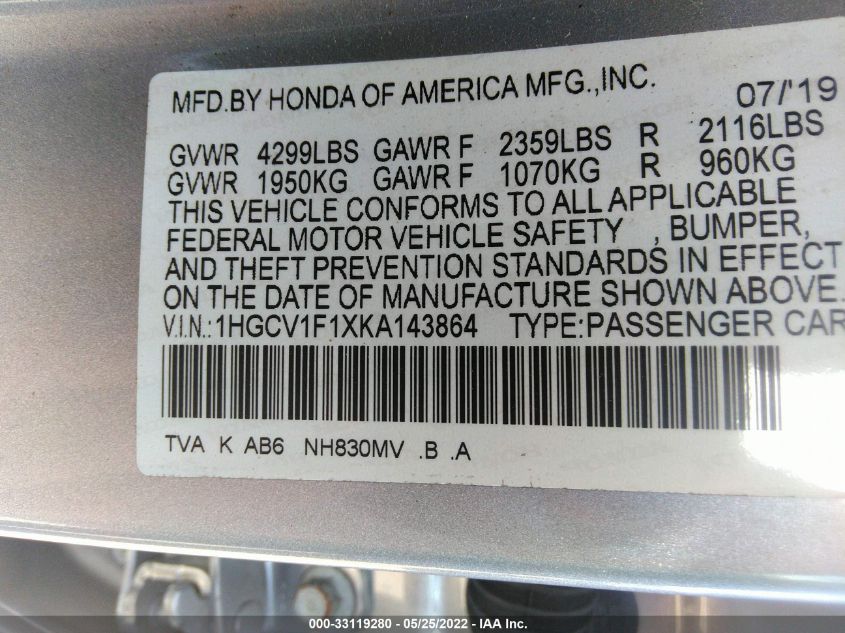 MFD.BY HONDA OF AMERICA MFG.,INC. 07/'19
GVWR 4299LBS GAWR F 2359LBS R 2116LBS
GVWR 1950KG GAWR F 1070KG R 960KG
THIS VEHICLE CONFORMS TO ALL APPLICABLE
FEDERAL MOTOR VEHICLE SAFETY , BUMPER,
AND THEFT PREVENTION STANDARDS IN EFFECT
ON THE DATE OF MANUFACTURE SHOWN ABOVE.
V.I.N.:1HGCV1F1XKA143864 TYPE:PASSENGER CAR
TVA K AB6 NH830MV .B .A
000-33119280 - 05/25/2022 - IAA Inc.